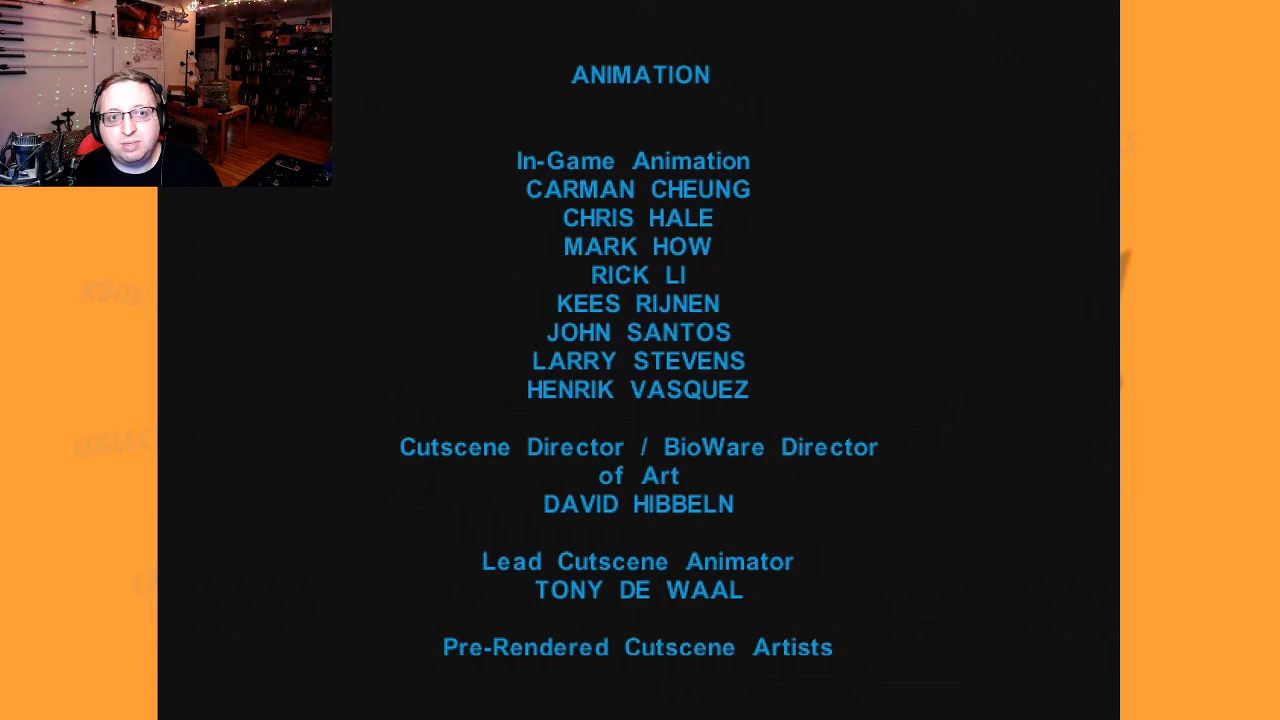 ANIMATION
In-Game Animation
CARMAN CHEUNG
CHRIS HALE
MARK HOW
RICK LI
KEES RIJNEN
JOHN SANTOS
LARRY STEVENS
HENRIK VASQUEZ
Cutscene Director / BioWare Director
of Art
DAVID HIBBELN
Lead Cutscene Animator
TONY DE WAAL
Pre-Rendered Cutscene Artists
XBOX
COLLECT